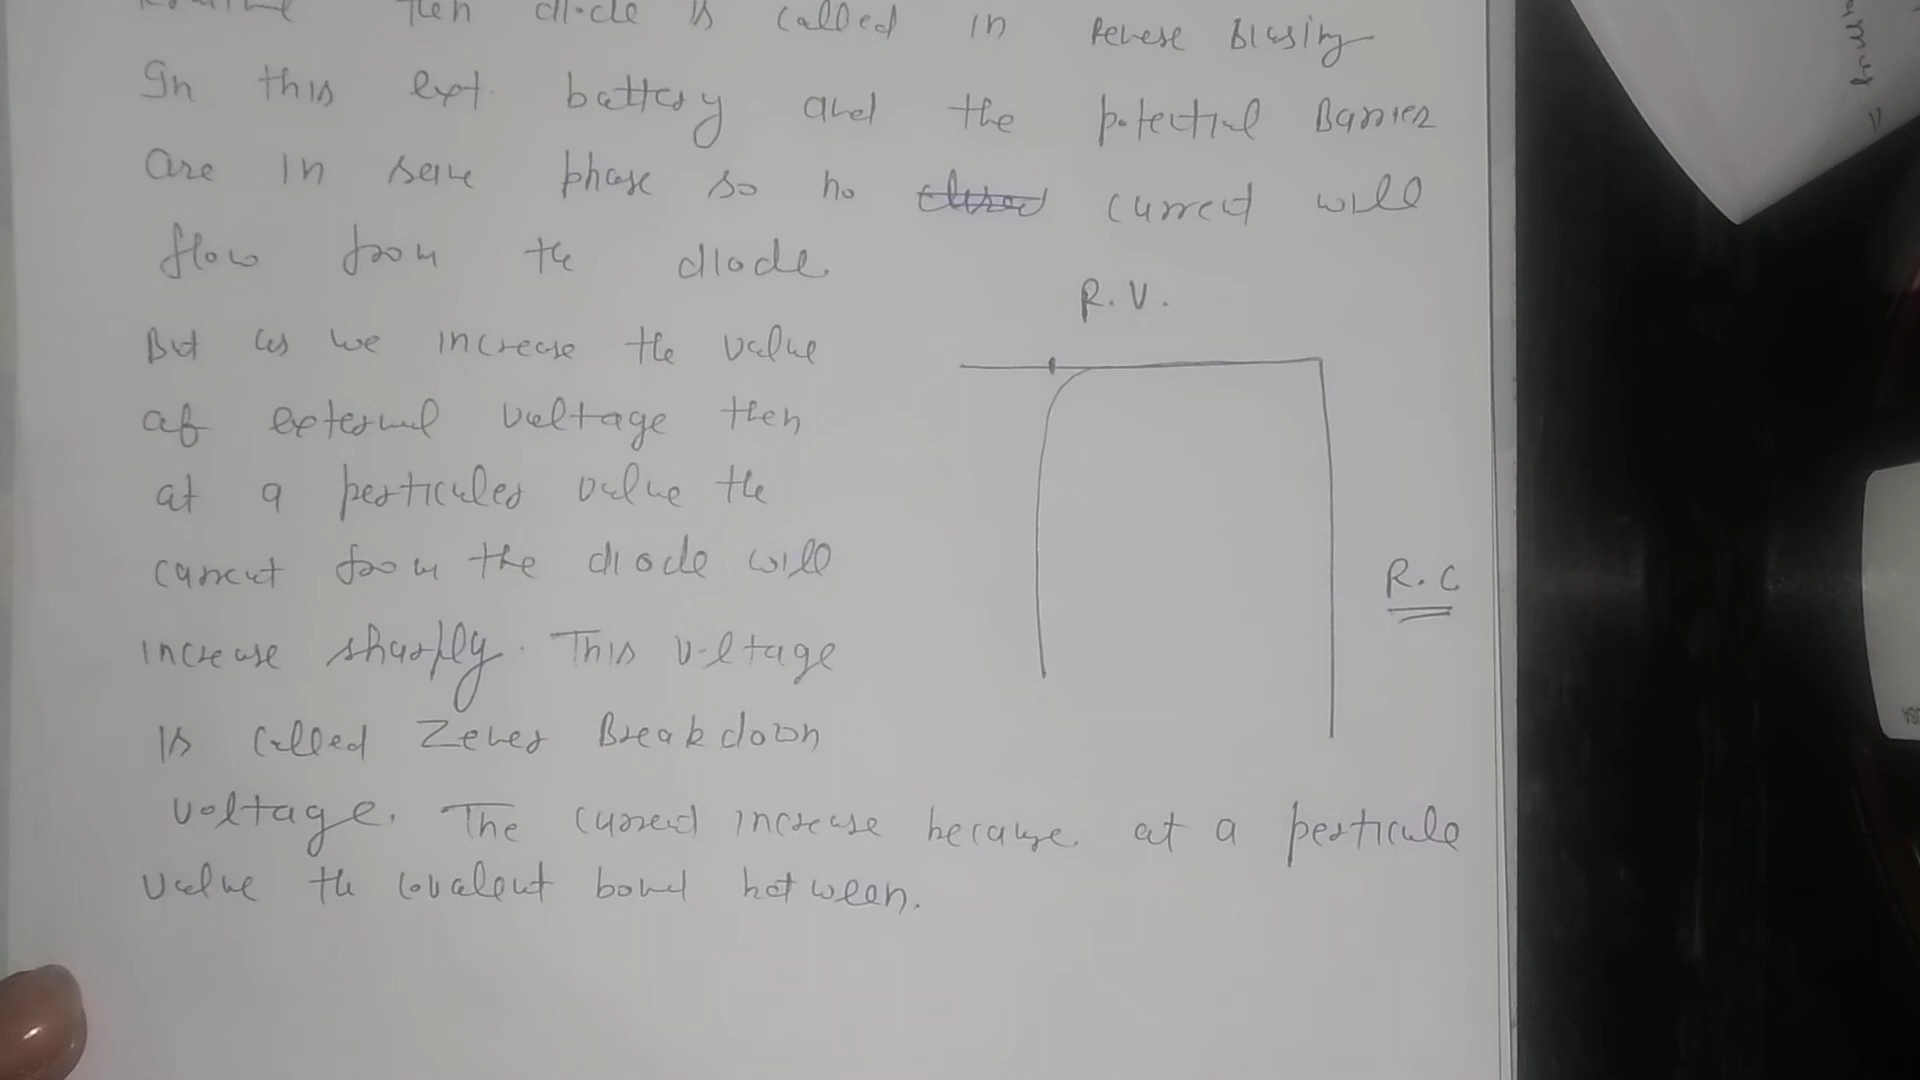 then diode is called in reverse biasing
In this ext. battery and the potential Barrier
are in same phase so no current will
flow from the diode.
R.V.
But as we increase the value
of external voltage then
at a perticuler value the
current from the diode will
R.C
increase sharply. This voltage
is called Zener Breakdown
voltage. The current increase because. at a perticule
value the covalent bond between.